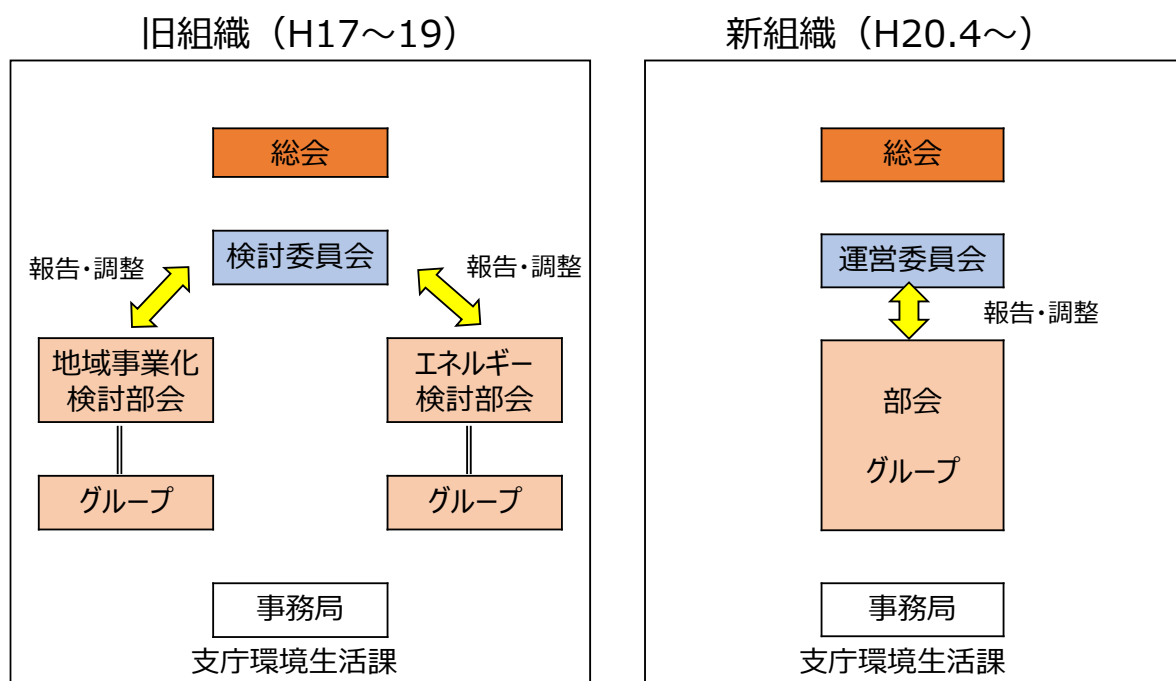 旧組織（H17～19）
総会
検討委員会
報告・調整
報告・調整
地域事業化
検討部会
エネルギー
検討部会
グループ
グループ
事務局
支庁環境生活課
新組織（H20.4～）
総会
運営委員会
報告・調整
部会
グループ
事務局
支庁環境生活課